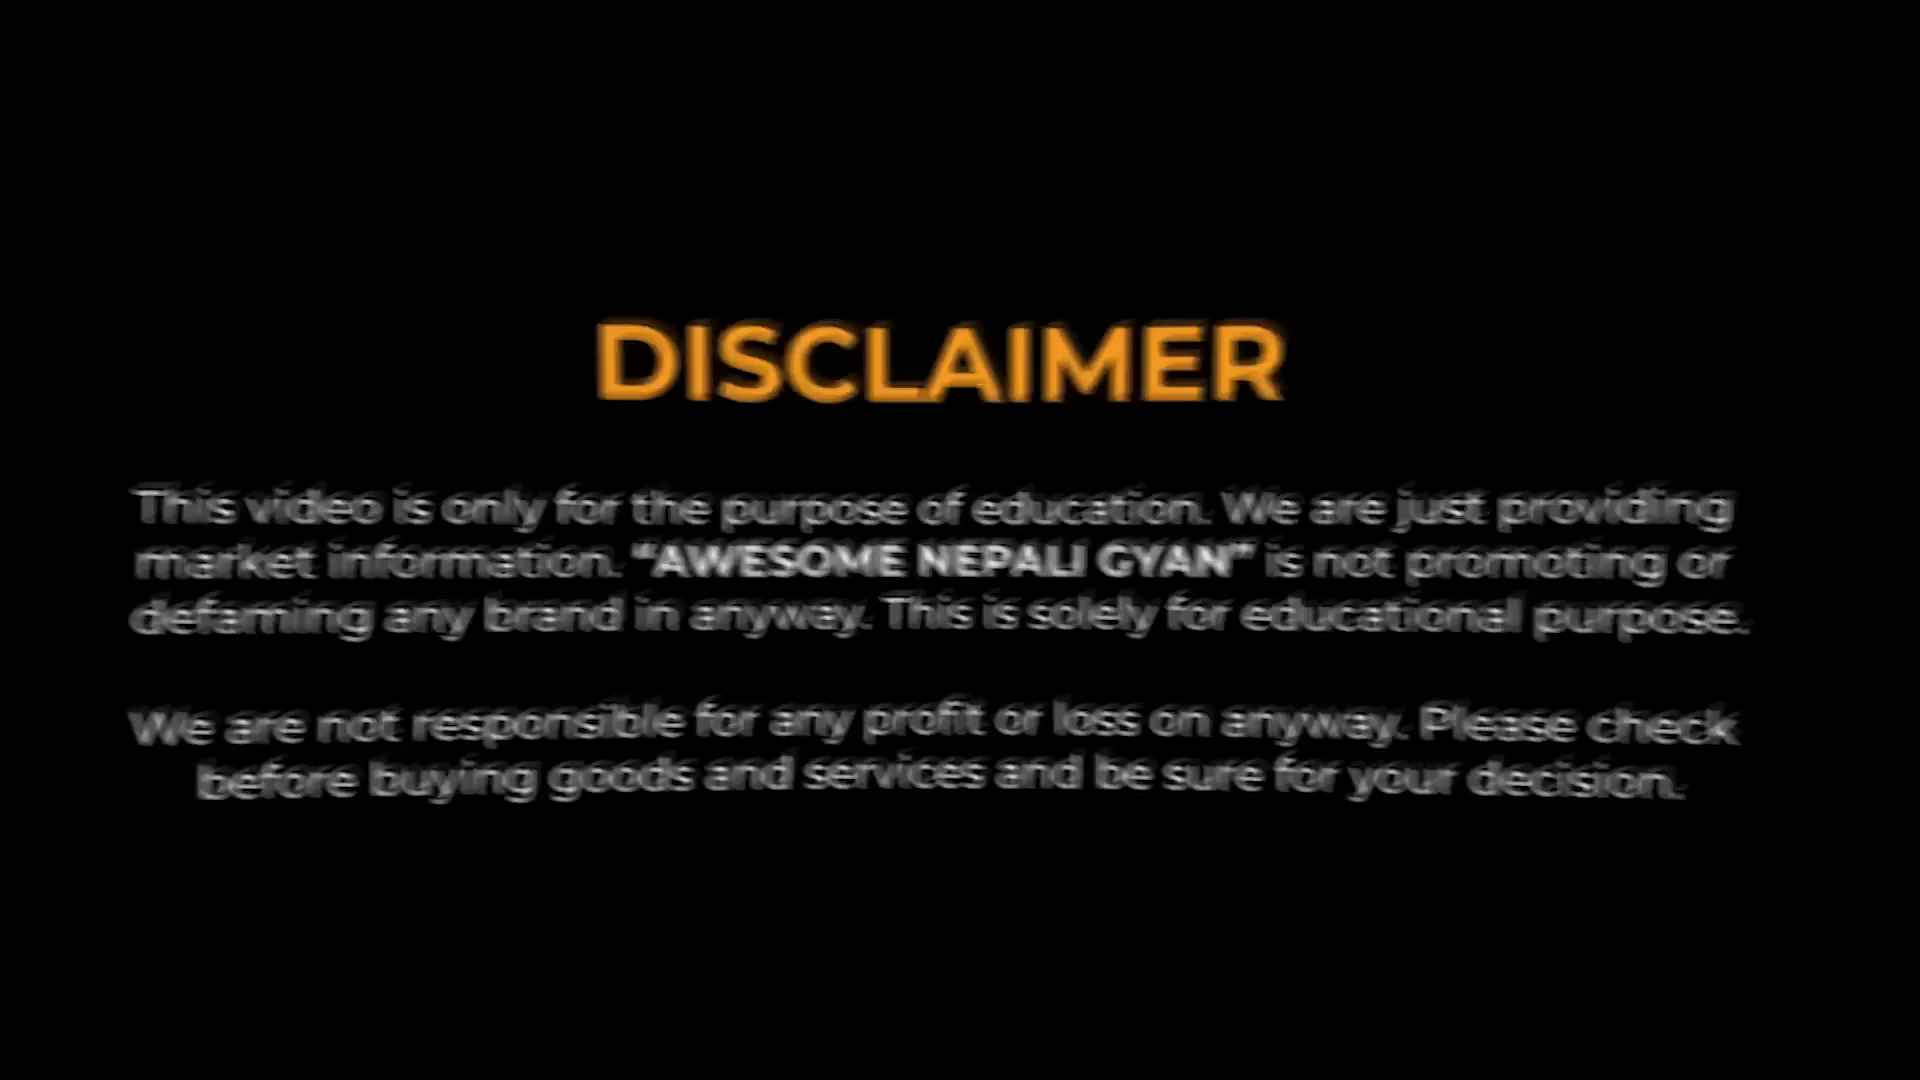 DISCLAIMER
This video is only for the purpose of education. We are just providing
market information. “AWESOME NEPALI GYAN” is not promoting or
defaming any brand in anyway. This is solely for educational purpose.
We are not responsible for any profit or loss on anyway. Please check
before buying goods and services and be sure for your decision.